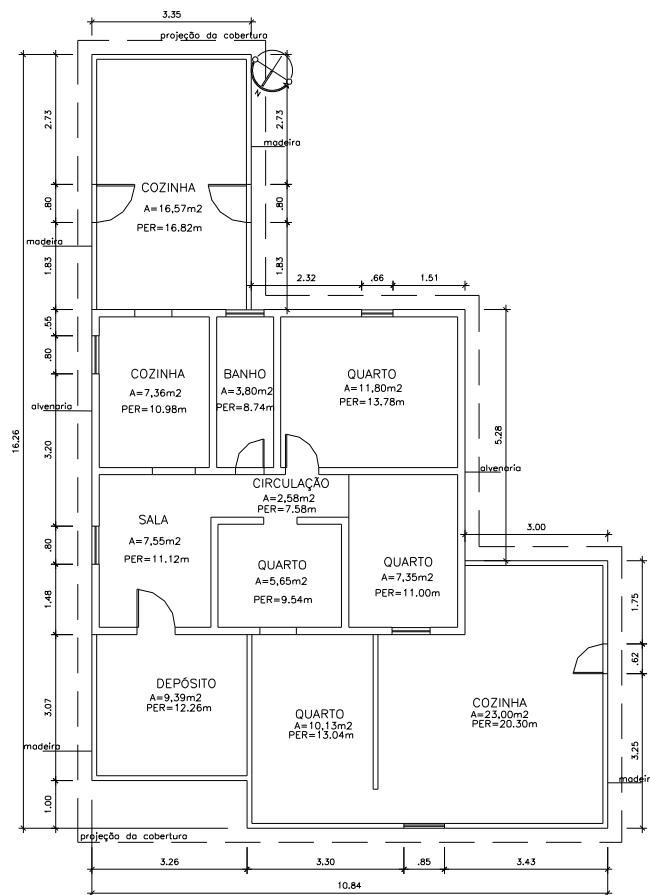 3.35
projeção da cobertura
N
2.73
2.73
madeira
COZINHA
A=16,57m2
PER=16.82m
.80
.80
madeira
1.83
1.83
2.32
.66
1.51
.55
.80
COZINHA
A=7,36m2
PER=10.98m
BANHO
A=3,80m2
PER=8.74m
QUARTO
A=11,80m2
PER=13.78m
alvenaria
16.26
3.20
5.28
alvenaria
CIRCULAÇÃO
A=2,58m2
PER=7.58m
SALA
A=7,55m2
PER=11.12m
3.00
.80
QUARTO
A=5,65m2
PER=9.54m
QUARTO
A=7,35m2
PER=11.00m
1.48
1.75
.62
DEPÓSITO
A=9,39m2
PER=12.26m
3.07
QUARTO
A=10,13m2
PER=13.04m
COZINHA
A=23,00m2
PER=20.30m
madeira
3.25
madeir
1.00
projeção da cobertura
3.26
3.30
.85
3.43
10.84